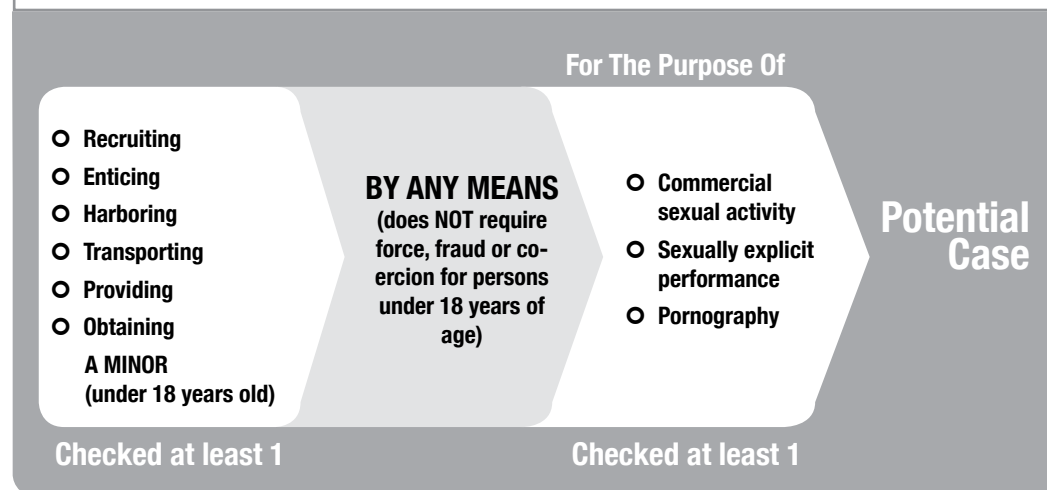 For The Purpose Of
Recruiting
Enticing
Harboring
Transporting
Providing
Obtaining
A MINOR
(under 18 years old)
BY ANY MEANS
(does NOT require
force, fraud or co-
ercion for persons
under 18 years of
age)
Commercial
sexual activity
Sexually explicit
performance
Pornography
Potential
Case
Checked at least 1
Checked at least 1